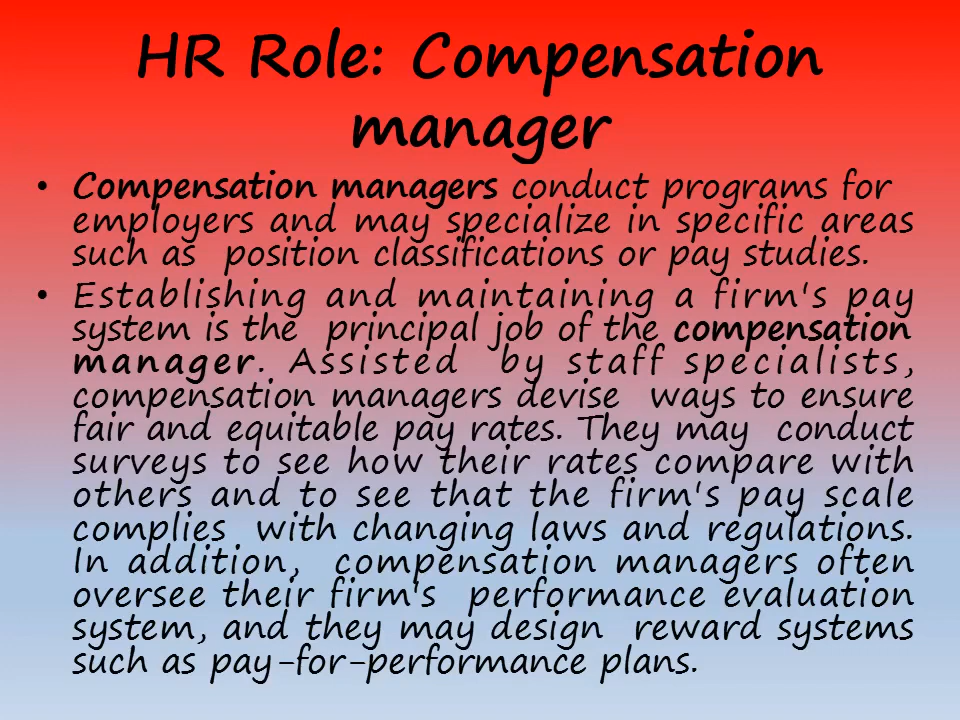 HR Role: Compensation
manager
• Compensation managers conduct programs for
employers and may specialize in specific areas
such as position classifications or pay studies.
• Establishing and maintaining a firm's pay
system is the principal job of the compensation
manager. Assisted by staff specialists,
compensation managers devise ways to ensure
fair and equitable pay rates. They may conduct
surveys to see how their rates compare with
others and to see that the firm's pay scale
complies with changing laws and regulations.
In addition, compensation managers often
oversee their firm's performance evaluation
system, and they may design reward systems
such as pay-for-performance plans.